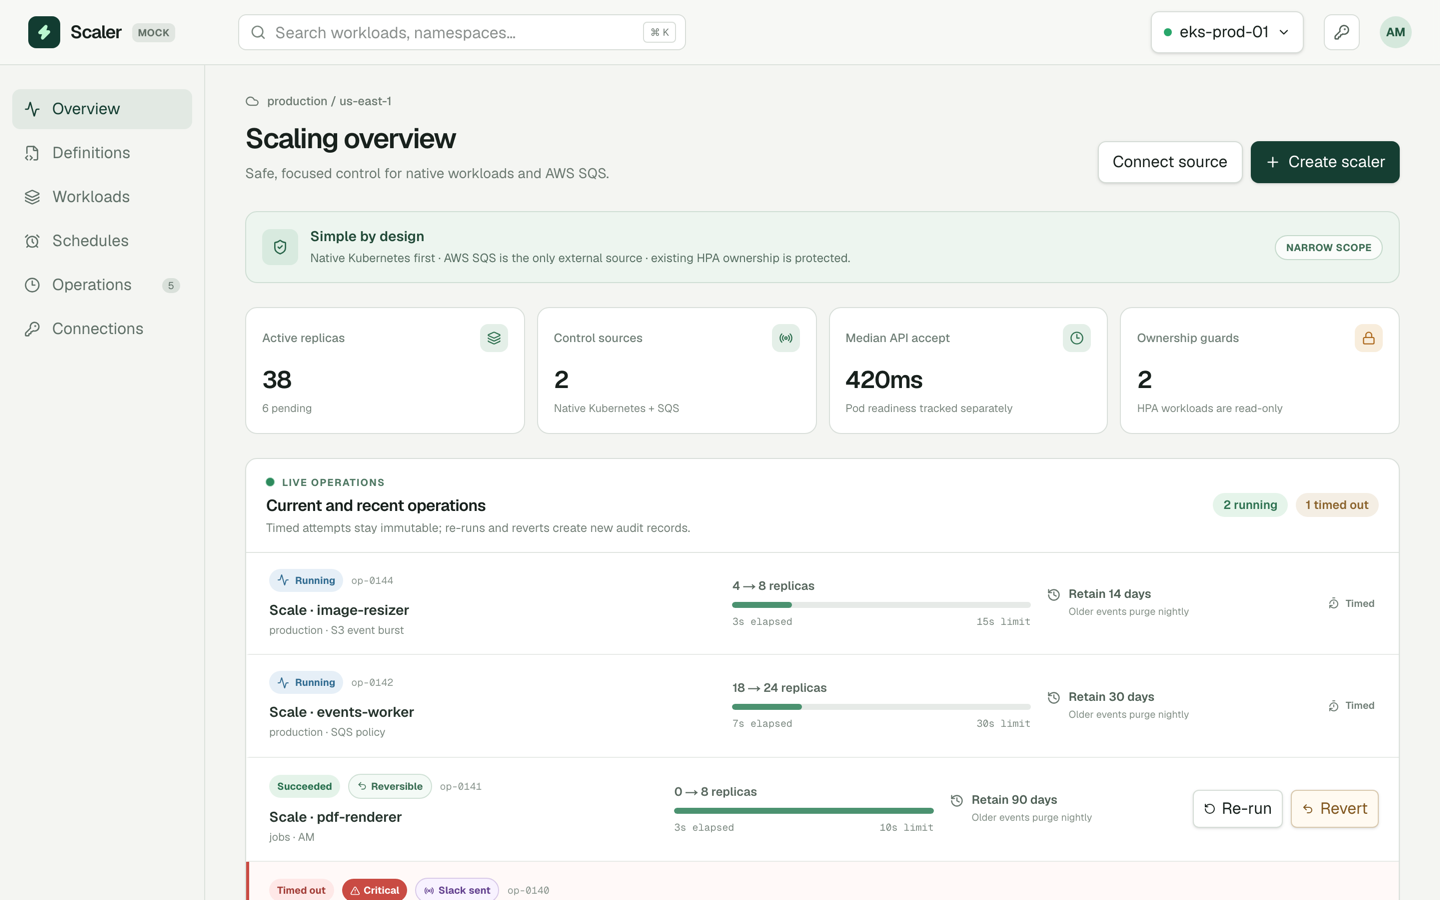 Scaler MOCK
Search workloads, namespaces... ⌘ K
eks-prod-01
AM
Overview
Definitions
Workloads
Schedules
Operations 5
Connections
production / us-east-1
Scaling overview
Safe, focused control for native workloads and AWS SQS.
Connect source
+ Create scaler
Simple by design
Native Kubernetes first · AWS SQS is the only external source · existing HPA ownership is protected.
NARROW SCOPE
Active replicas
38
6 pending
Control sources
2
Native Kubernetes + SQS
Median API accept
420ms
Pod readiness tracked separately
Ownership guards
2
HPA workloads are read-only
LIVE OPERATIONS
Current and recent operations
Timed attempts stay immutable; re-runs and reverts create new audit records.
2 running
1 timed out
Running op-0144
Scale · image-resizer
production · S3 event burst
4 → 8 replicas
3s elapsed 15s limit
Retain 14 days
Older events purge nightly
Timed
Running op-0142
Scale · events-worker
production · SQS policy
18 → 24 replicas
7s elapsed 30s limit
Retain 30 days
Older events purge nightly
Timed
Succeeded Reversible op-0141
Scale · pdf-renderer
jobs · AM
0 → 8 replicas
3s elapsed 10s limit
Retain 90 days
Older events purge nightly
Re-run
Revert
Timed out Critical Slack sent op-0140